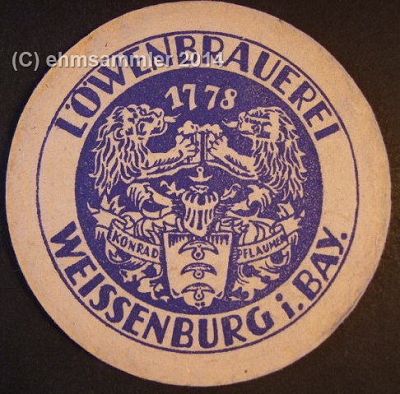 (C) ehmsammler 2014
LÖWENBRAUEREI
1778
KONRAD PFLAUMER
WEISSENBURG i. BAY.